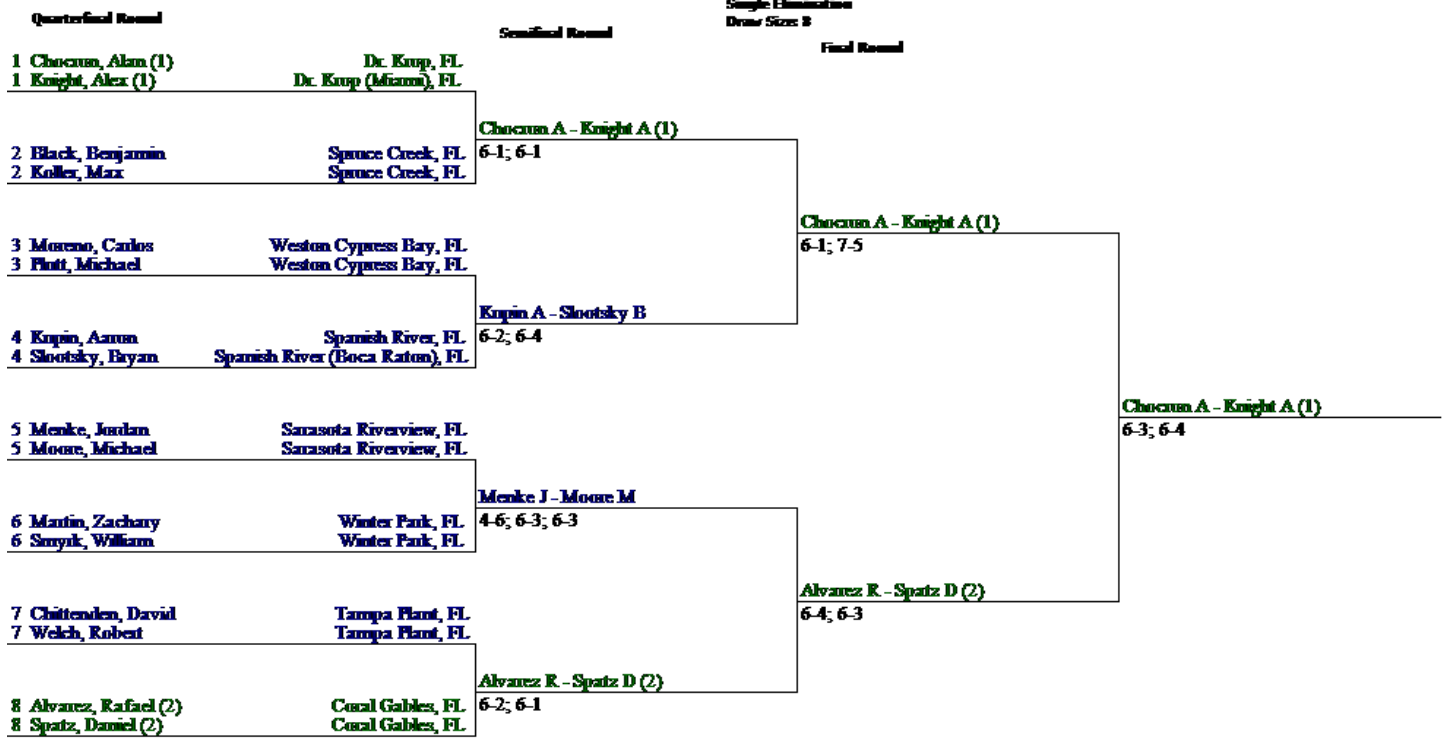 Single Elimination
Draw Size: 8
Quarterfinal Round
Semifinal Round
Final Round
1 Chocron, Alan (1) Dr. Krop, FL
1 Knight, Alex (1) Dr. Krop (Miami), FL
Chocron A - Knight A (1)
6-1; 6-1
2 Black, Benjamin Spruce Creek, FL
2 Koller, Max Spruce Creek, FL
Chocron A - Knight A (1)
6-1; 7-5
3 Moreno, Carlos Weston Cypress Bay, FL
3 Plutt, Michael Weston Cypress Bay, FL
Kupin A - Slootsky B
6-2; 6-4
4 Kupin, Aaron Spanish River, FL
4 Slootsky, Bryan Spanish River (Boca Raton), FL
Chocron A - Knight A (1)
6-3; 6-4
5 Menke, Jordan Sarasota Riverview, FL
5 Moore, Michael Sarasota Riverview, FL
Menke J - Moore M
4-6; 6-3; 6-3
6 Martin, Zachary Winter Park, FL
6 Smyrk, William Winter Park, FL
Alvarez R - Spatz D (2)
6-4; 6-3
7 Chittenden, David Tampa Plant, FL
7 Welch, Robert Tampa Plant, FL
Alvarez R - Spatz D (2)
6-2; 6-1
8 Alvarez, Rafael (2) Coral Gables, FL
8 Spatz, Daniel (2) Coral Gables, FL